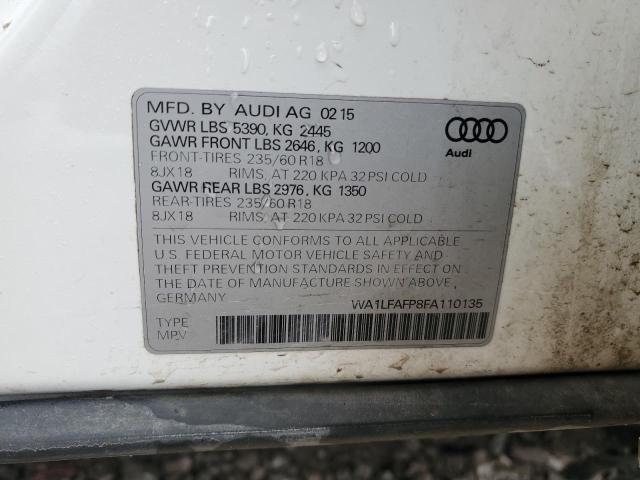 MFD. BY AUDI AG 02 15
GVWR LBS 5390, KG 2445
GAWR FRONT LBS 2646, KG 1200
FRONT-TIRES 235/60 R18
8JX18 RIMS, AT 220 KPA 32 PSI COLD
GAWR REAR LBS 2976, KG 1350
REAR-TIRES 235/60 R18
8JX18 RIMS, AT 220 KPA 32 PSI COLD
Audi
THIS VEHICLE CONFORMS TO ALL APPLICABLE
U.S. FEDERAL MOTOR VEHICLE SAFETY AND
THEFT PREVENTION STANDARDS IN EFFECT ON
THE DATE OF MANUFACTURE SHOWN ABOVE.
GERMANY WA1LFAFP8FA110135
TYPE
MPV